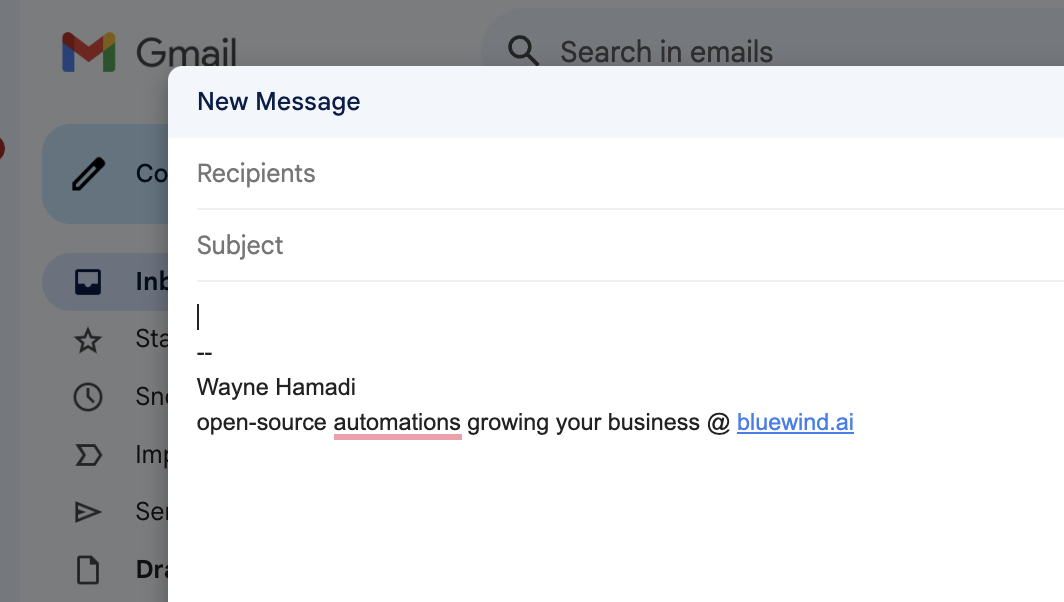 Gmail
Search in emails
New Message
Co
Recipients
Subject
Inb
Sta
--
Sno
Wayne Hamadi
open-source automations growing your business @ bluewind.ai
Imp
Sen
Dra